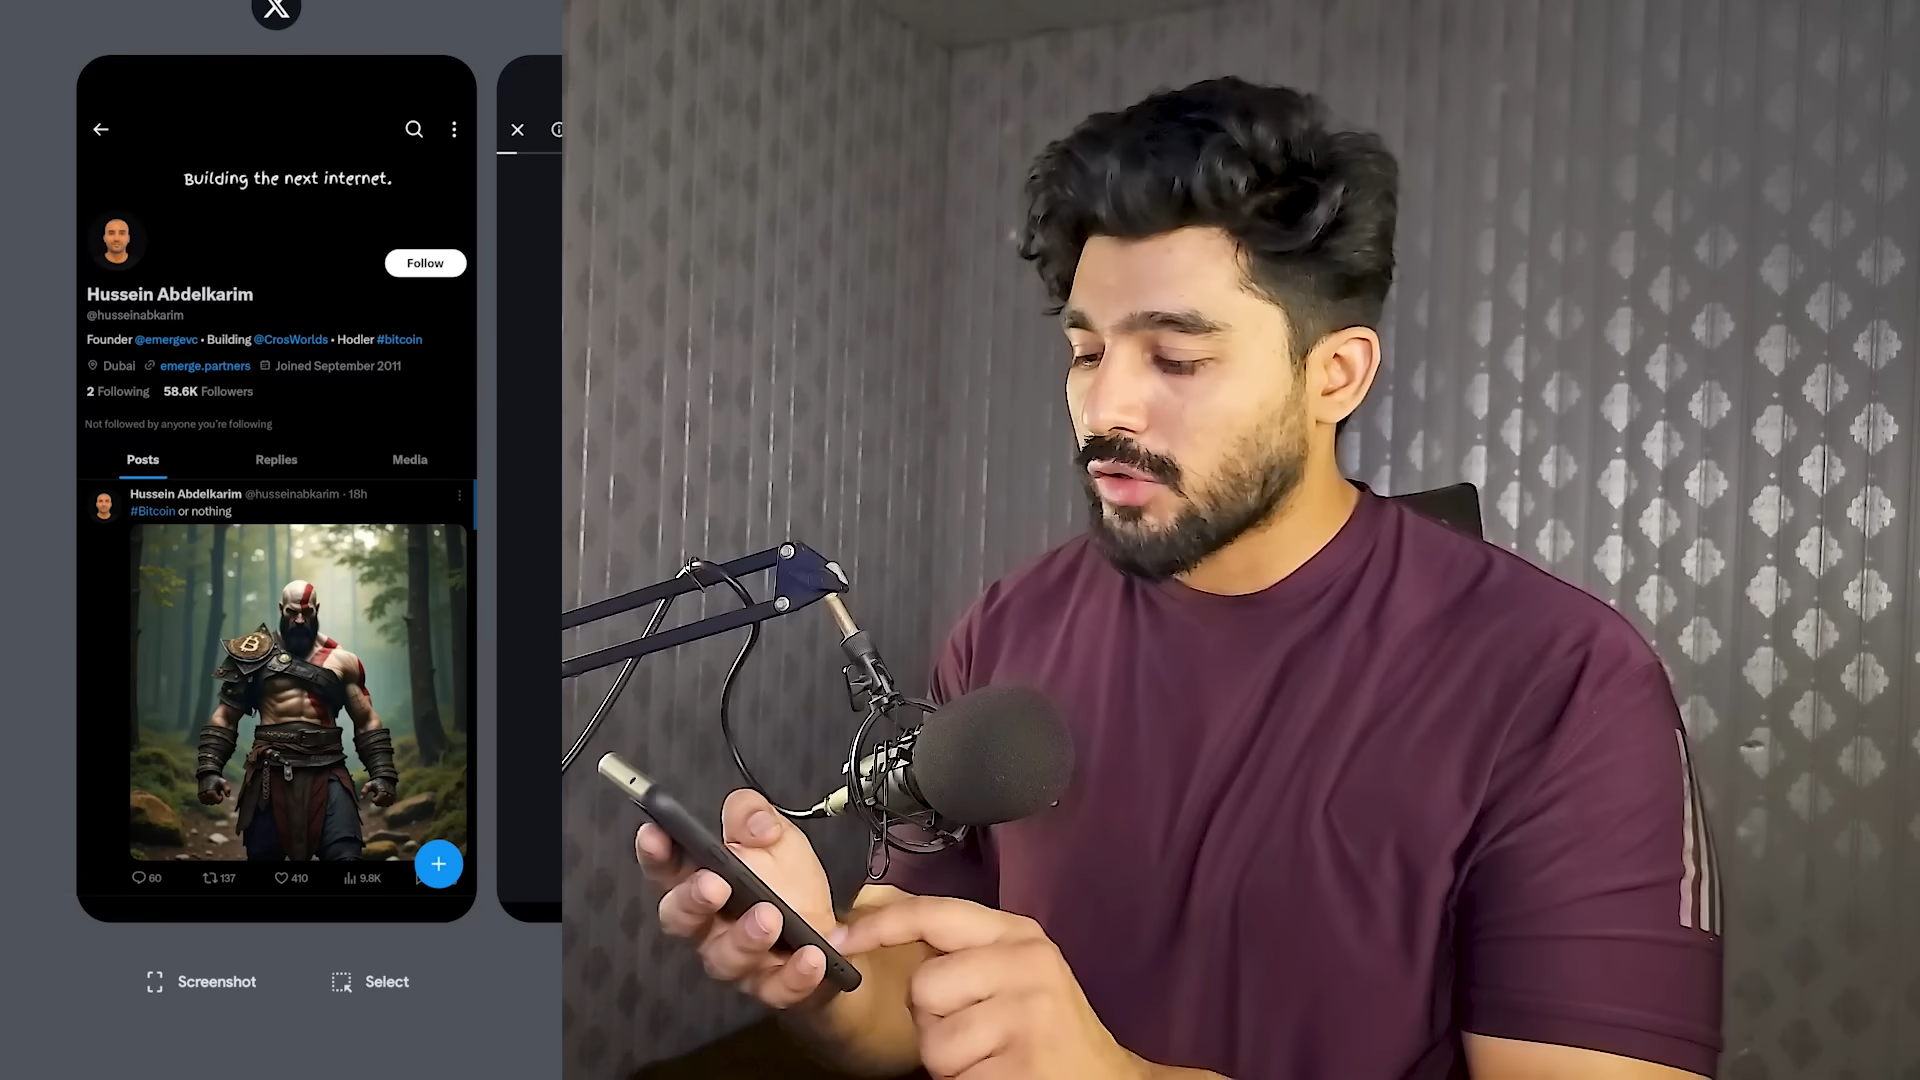 Building the next internet.
Follow
Hussein Abdelkarim
@husseinabkarim
Founder @emergevc • Building @CrosWorlds • Hodler #bitcoin
Dubai emerge.partners Joined September 2011
2 Following 58.6K Followers
Not followed by anyone you're following
Posts Replies Media
Hussein Abdelkarim @husseinabkarim · 18h
#Bitcoin or nothing
60 137 410 9.8K
Screenshot Select